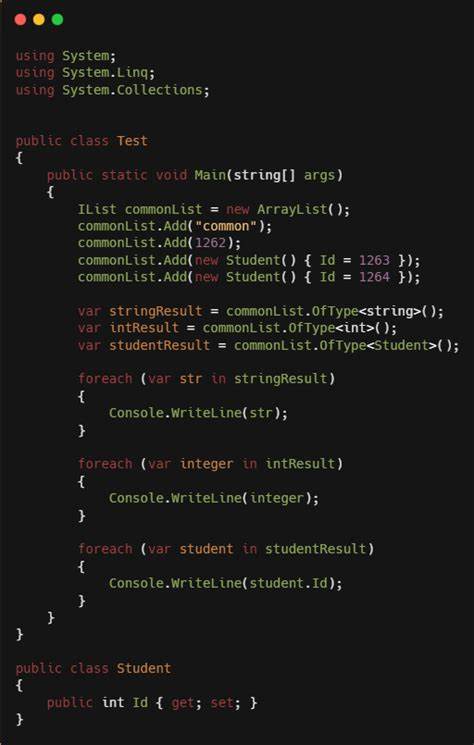 using System;
using System.Linq;
using System.Collections;
public class Test
{
    public static void Main(string[] args)
    {
        IList commonList = new ArrayList();
        commonList.Add("common");
        commonList.Add(1262);
        commonList.Add(new Student() { Id = 1263 });
        commonList.Add(new Student() { Id = 1264 });
        var stringResult = commonList.OfType<string>();
        var intResult = commonList.OfType<int>();
        var studentResult = commonList.OfType<Student>();
        foreach (var str in stringResult)
        {
            Console.WriteLine(str);
        }
        foreach (var integer in intResult)
        {
            Console.WriteLine(integer);
        }
        foreach (var student in studentResult)
        {
            Console.WriteLine(student.Id);
        }
    }
}
public class Student
{
    public int Id { get; set; }
}